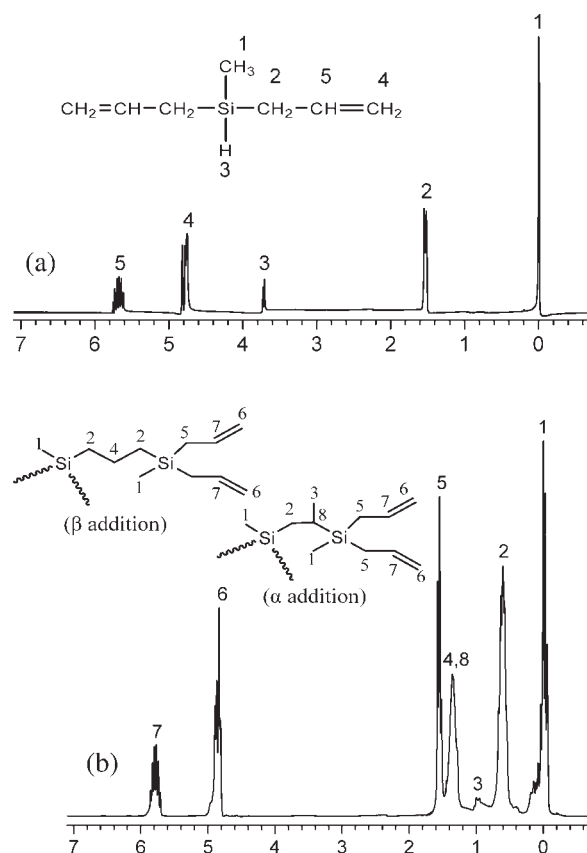 1
1
CH₃ 2 5 4
CH₂=CH—CH₂—Si—CH₂—CH=CH₂
H
3
2
4
(a)
5
3
7 6 5 4 3 2 1 0
1
6
1 2 4 2 5 7
Si Si
1 7 6
(β addition)
3 5 7 6
1 2 8
Si Si
1 5 7 6
(α addition)
5
6
2
4,8
7
(b)
3
7 6 5 4 3 2 1 0